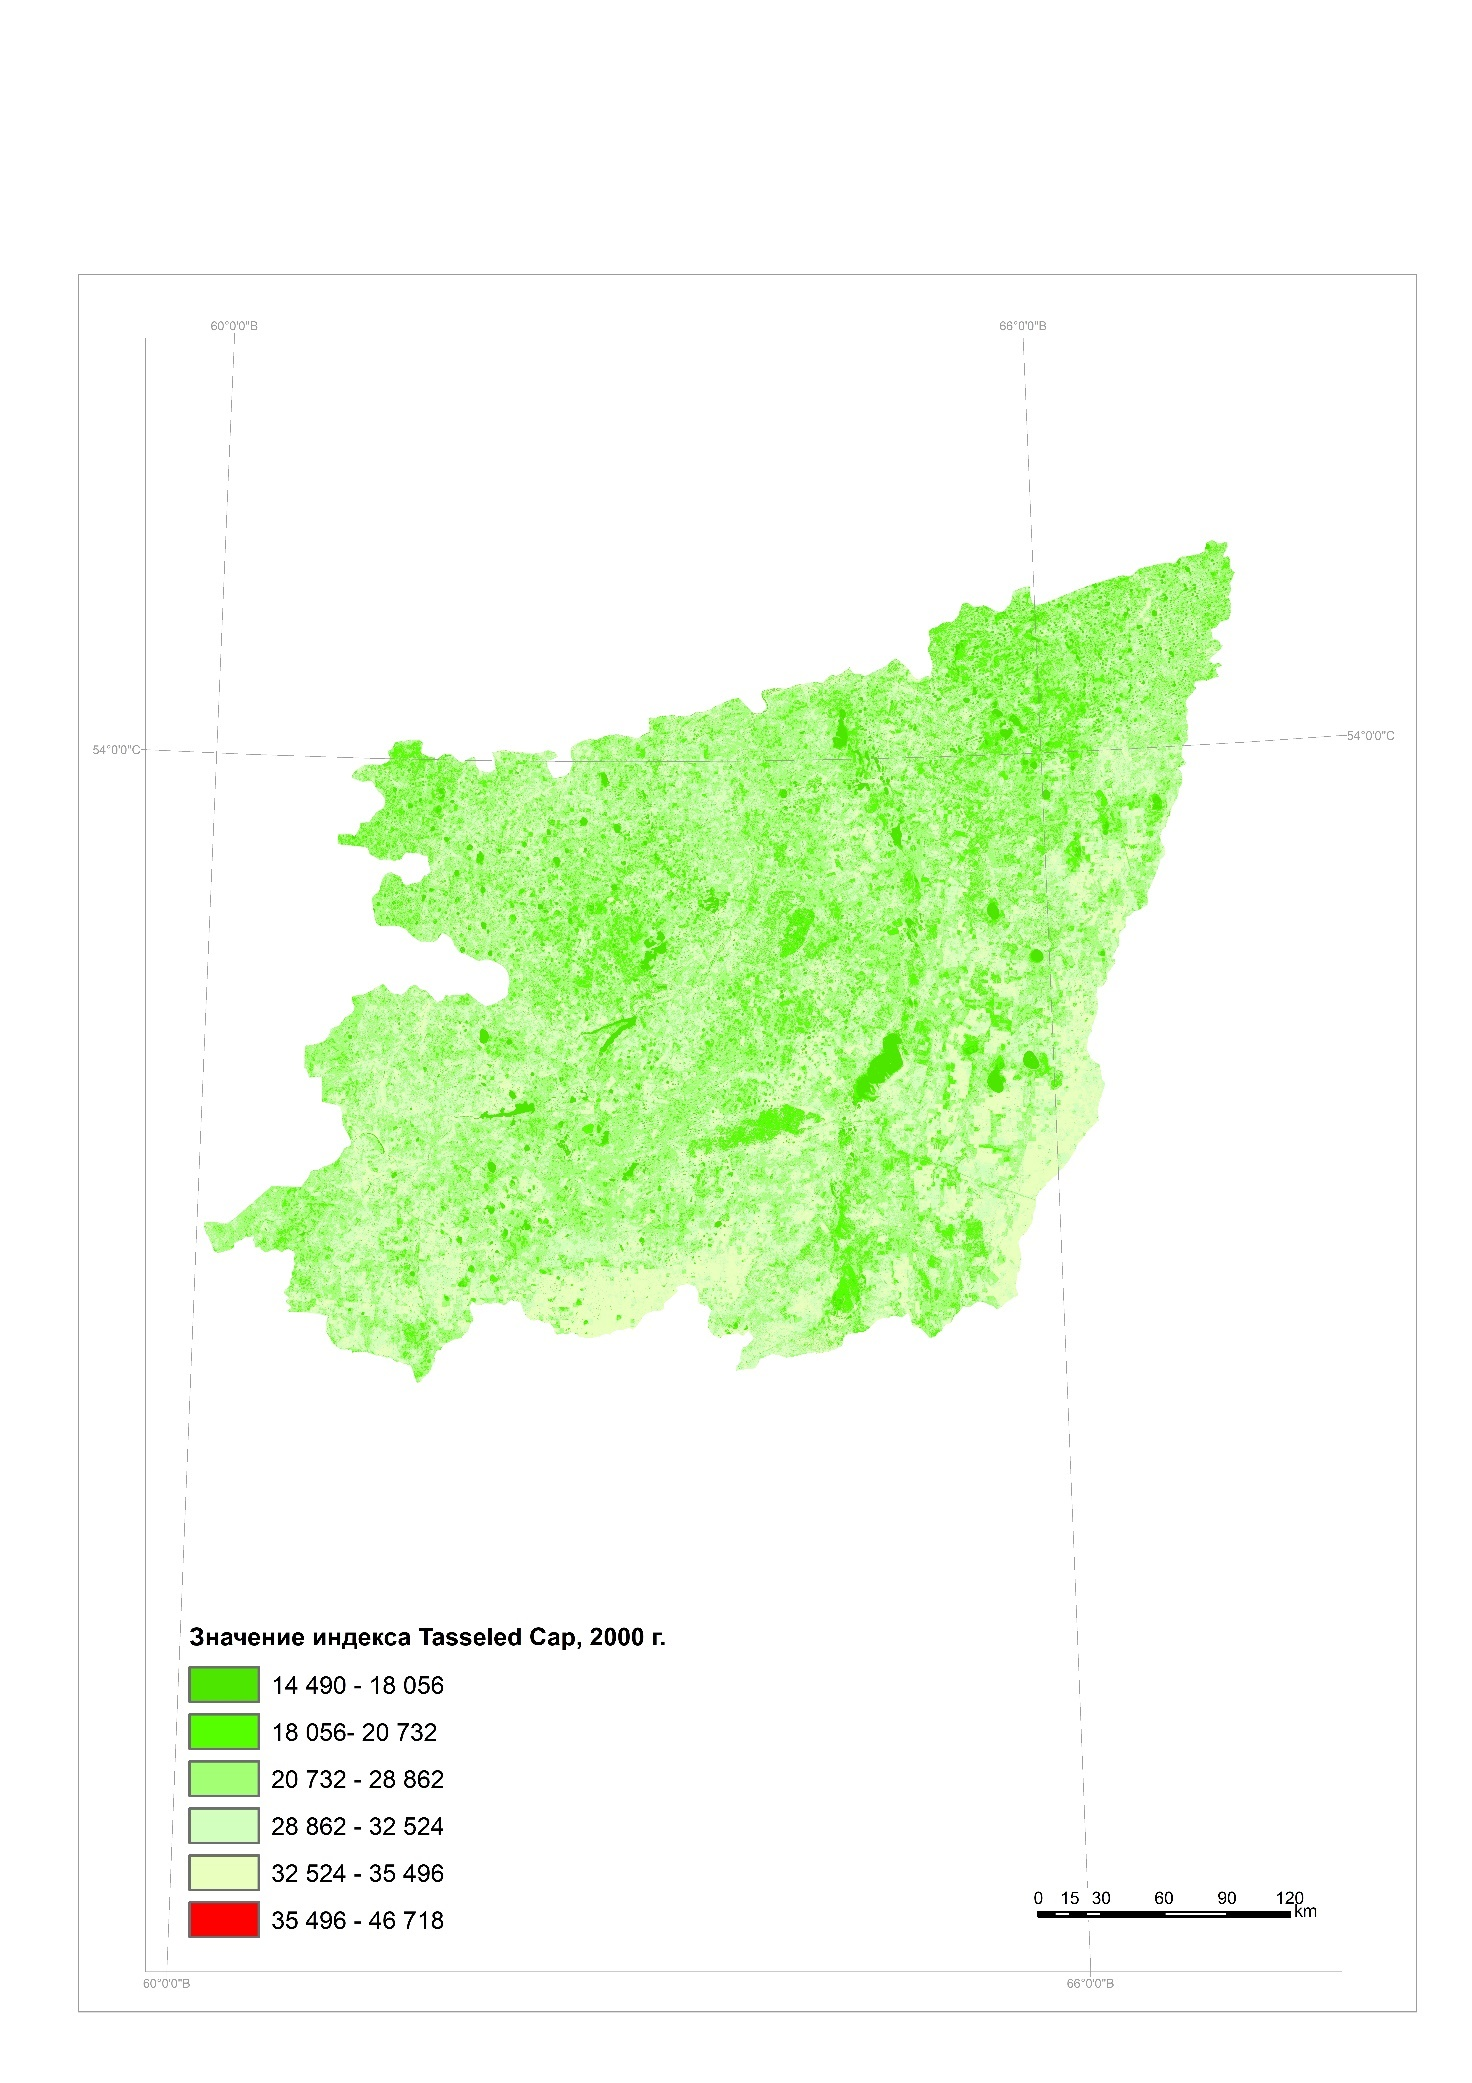 60°0'0"В 66°0'0"В
54°0'0"С 54°0'0"С
Значение индекса Tasseled Cap, 2000 г.
14 490 - 18 056
18 056- 20 732
20 732 - 28 862
28 862 - 32 524
32 524 - 35 496
35 496 - 46 718
0 15 30 60 90 120
km
60°0'0"В 66°0'0"В